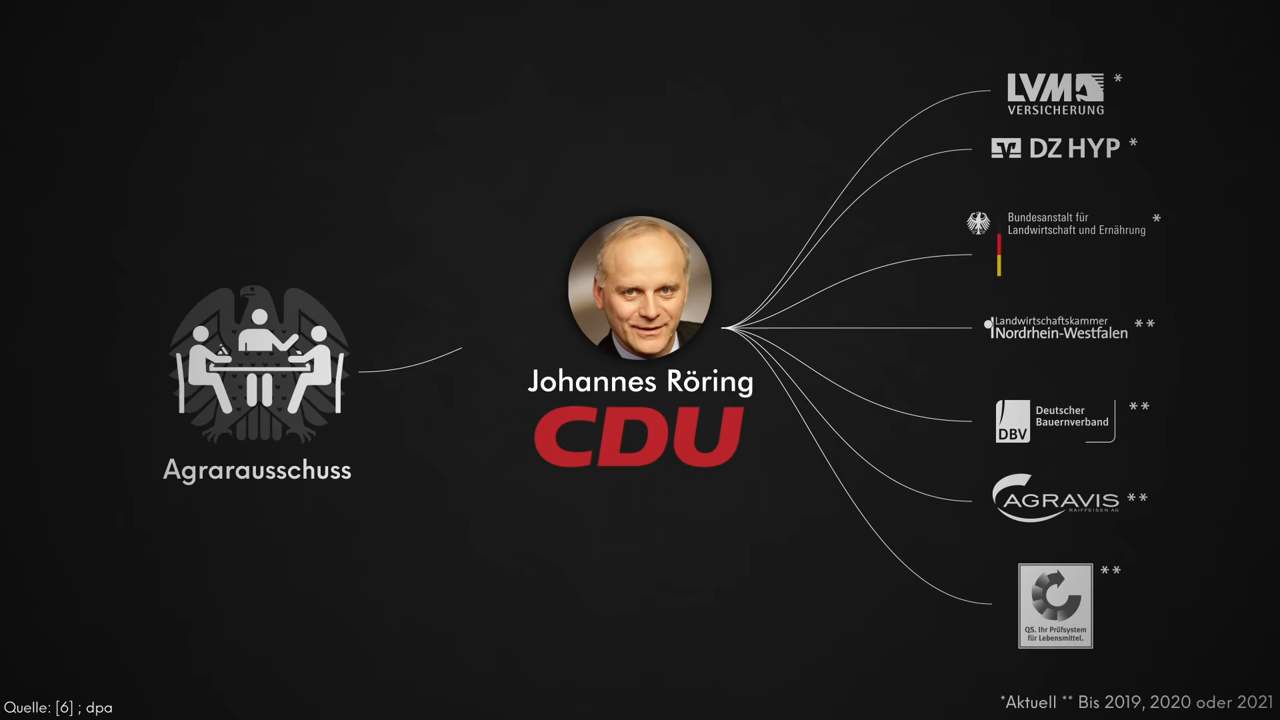 LVM *
VERSICHERUNG
DZ HYP *
Bundesanstalt für
Landwirtschaft und Ernährung *
Landwirtschaftskammer
Nordrhein-Westfalen **
Deutscher
Bauernverband **
DBV
AGRAVIS **
RAIFFEISEN AG
**
QS. Ihr Prüfsystem
für Lebensmittel.
Johannes Röring
CDU
Agrarausschuss
Quelle: [6] ; dpa
*Aktuell ** Bis 2019, 2020 oder 2021